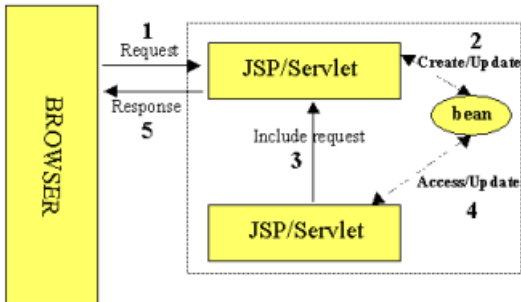 BROWSER
1
Request
Response
5
JSP/Servlet
2
Create/Update
bean
Include request
3
Access/Update
4
JSP/Servlet